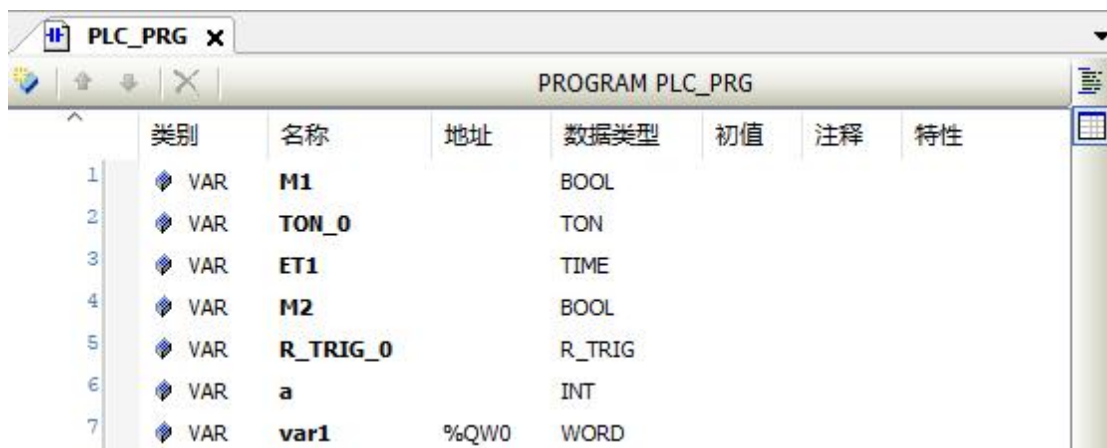 PLC_PRG
PROGRAM PLC_PRG
类别 名称 地址 数据类型 初值 注释 特性
1 VAR M1 BOOL
2 VAR TON_0 TON
3 VAR ET1 TIME
4 VAR M2 BOOL
5 VAR R_TRIG_0 R_TRIG
6 VAR a INT
7 VAR var1 %QW0 WORD